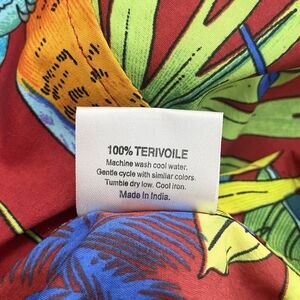 100% TERIVOILE
Machine wash cool water.
Gentle cycle with similar colors.
Tumble dry low. Cool iron.
Made in India.